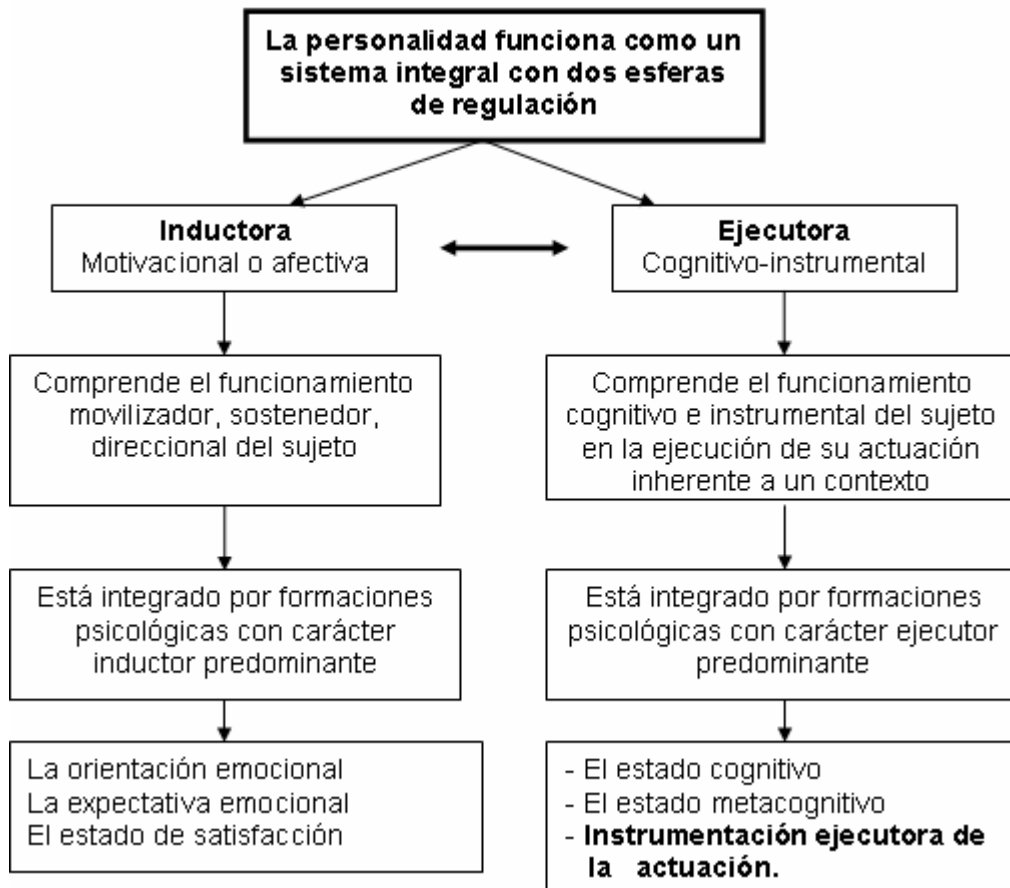 La personalidad funciona como un
sistema integral con dos esferas
de regulación
Inductora
Motivacional o afectiva
Ejecutora
Cognitivo-instrumental
Comprende el funcionamiento
movilizador, sostenedor,
direccional del sujeto
Comprende el funcionamiento
cognitivo e instrumental del sujeto
en la ejecución de su actuación
inherente a un contexto
Está integrado por formaciones
psicológicas con carácter
inductor predominante
Está integrado por formaciones
psicológicas con carácter ejecutor
predominante
La orientación emocional
La expectativa emocional
El estado de satisfacción
- El estado cognitivo
- El estado metacognitivo
- Instrumentación ejecutora de
la actuación.